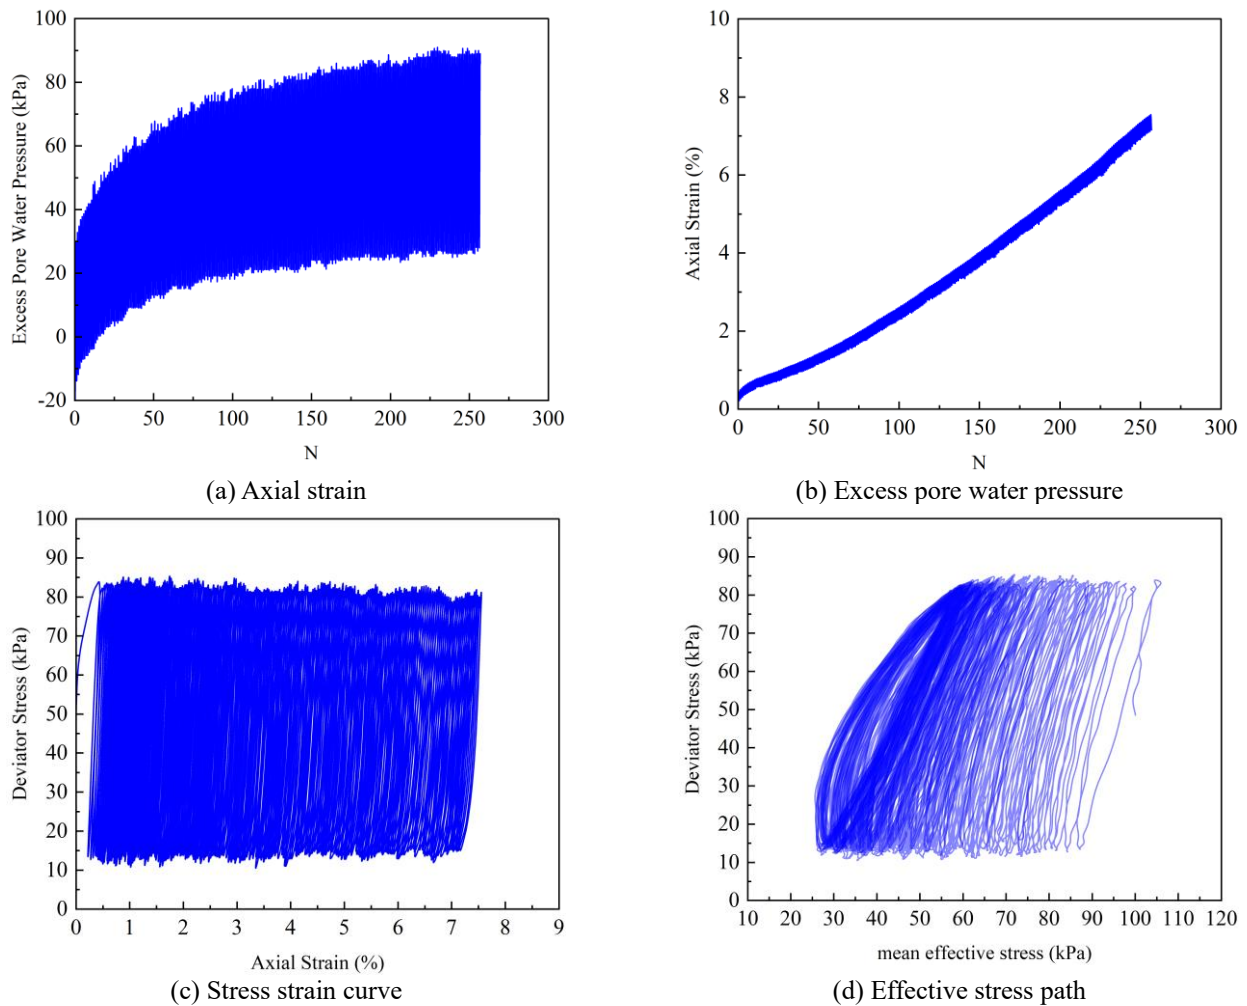 100
80
60
40
20
0
-20
Excess Pore Water Pressure (kPa)
0 50 100 150 200 250 300
N
(a) Axial strain
10
8
6
4
2
0
Axial Strain (%)
0 50 100 150 200 250 300
N
(b) Excess pore water pressure
100
90
80
70
60
50
40
30
20
10
0
Deviator Stress (kPa)
0 1 2 3 4 5 6 7 8 9
Axial Strain (%)
(c) Stress strain curve
100
90
80
70
60
50
40
30
20
10
0
Deviator Stress (kPa)
10 20 30 40 50 60 70 80 90 100 110 120
mean effective stress (kPa)
(d) Effective stress path